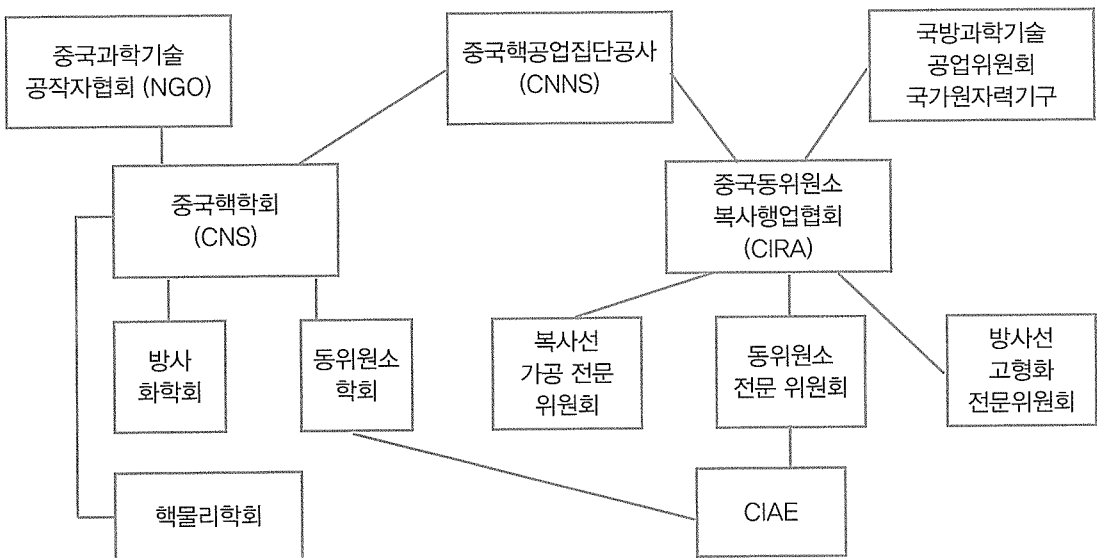 중국과학기술
공작자협회 (NGO)
중국핵공업집단공사
(CNNS)
국방과학기술
공업위원회
국가원자력기구
중국핵학회
(CNS)
중국동위원소
복사행업협회
(CIRA)
방사
화학회
동위원소
학회
복사선
가공 전문
위원회
동위원소
전문 위원회
방사선
고형화
전문위원회
핵물리학회
CIAE